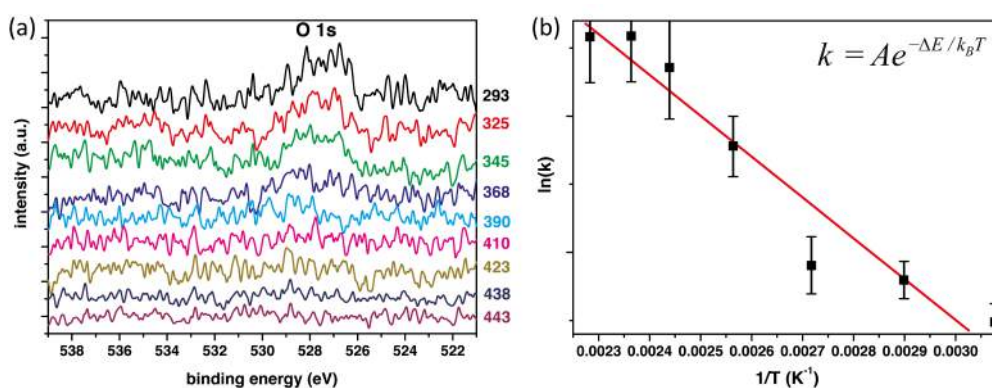 (a)
O 1s
intensity (a.u.)
293
325
345
368
390
410
423
438
443
538 536 534 532 530 528 526 524 522
binding energy (eV)
(b)
k = Ae^{-ΔE/k_BT}
ln(k)
0.0023 0.0024 0.0025 0.0026 0.0027 0.0028 0.0029 0.0030
1/T (K⁻¹)